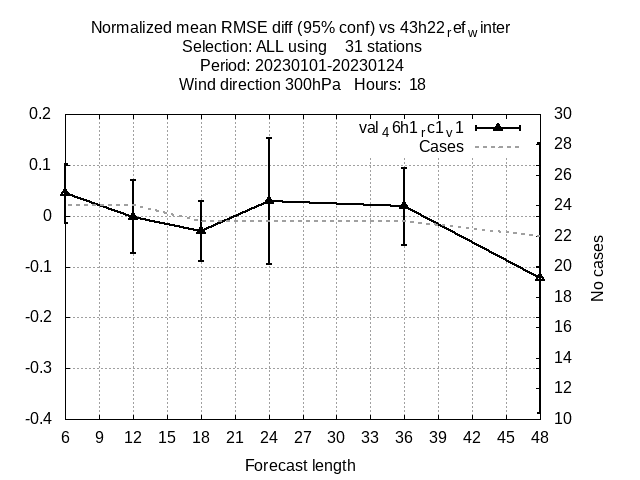 Normalized mean RMSE diff (95% conf) vs 43h22refwinter
Selection: ALL using 31 stations
Period: 20230101-20230124
Wind direction 300hPa Hours: 18
val46h1rc1v1
Cases
0.2
0.1
0
-0.1
-0.2
-0.3
-0.4
30
28
26
24
22
20
18
16
14
12
10
No cases
6 9 12 15 18 21 24 27 30 33 36 39 42 45 48
Forecast length